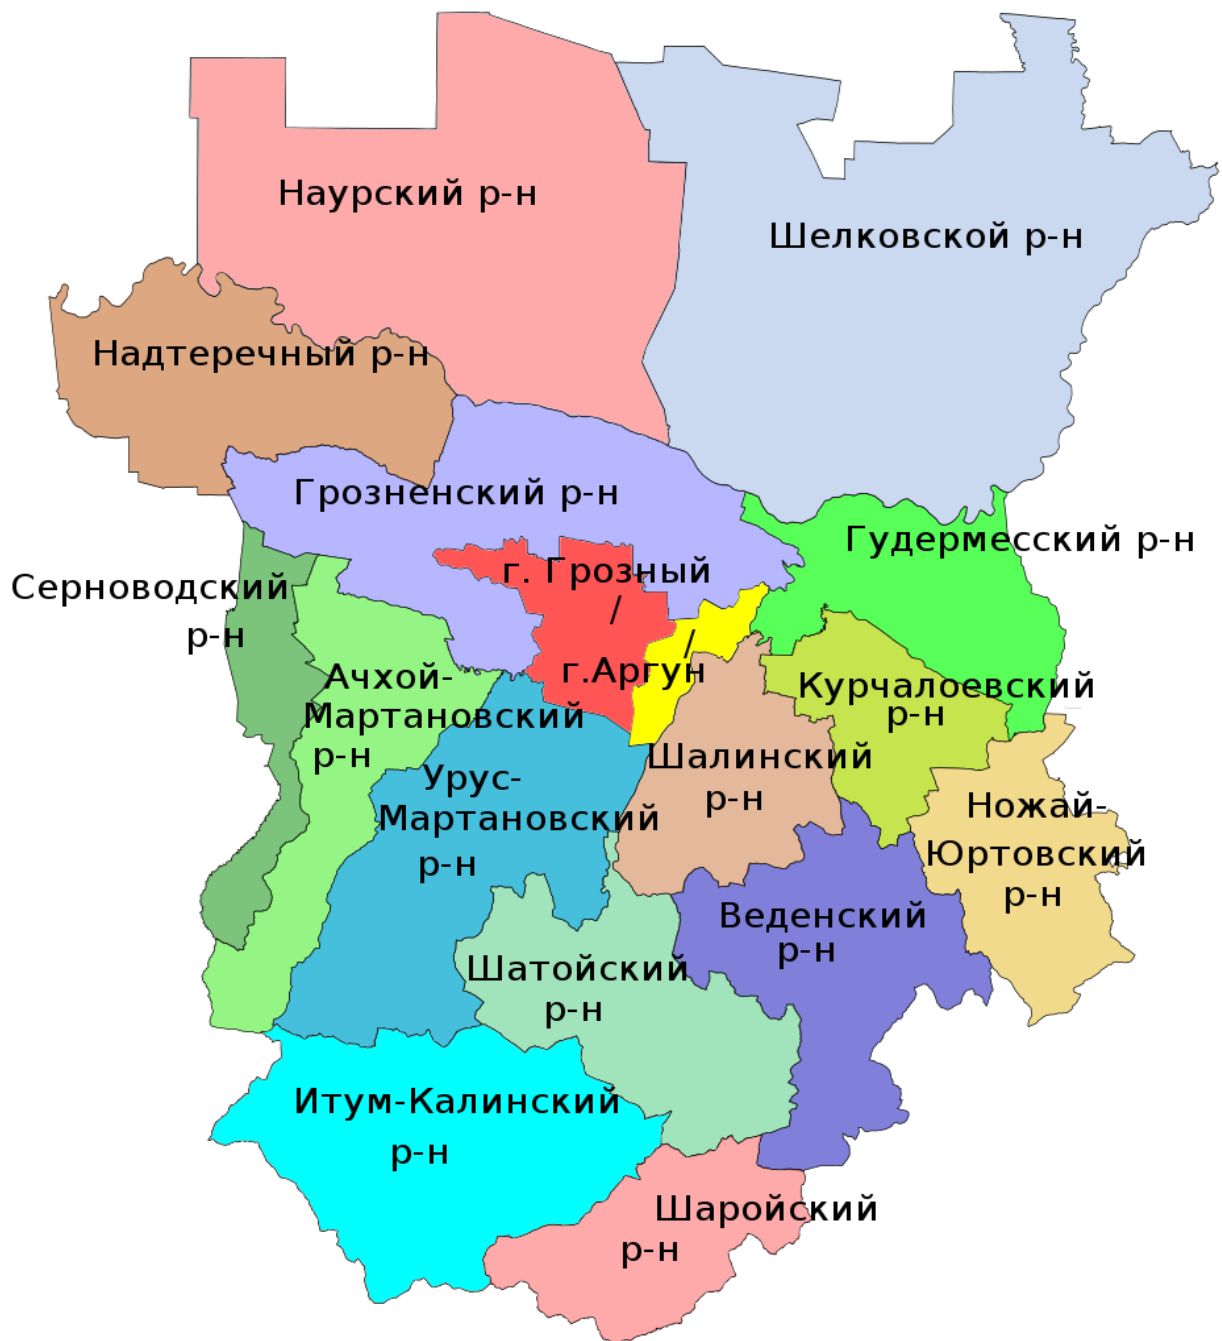 Наурский р-н
Шелковской р-н
Надтеречный р-н
Грозненский р-н
Гудермесский р-н
г. Грозный
/
Серноводский
р-н
/
г.Аргун
Ачхой-
Мартановский
р-н
Курчалоевский
р-н
Шалинский
р-н
Урус-
Мартановский
р-н
Ножай-
Юртовский
р-н
Веденский
р-н
Шатойский
р-н
Итум-Калинский
р-н
Шаройский
р-н